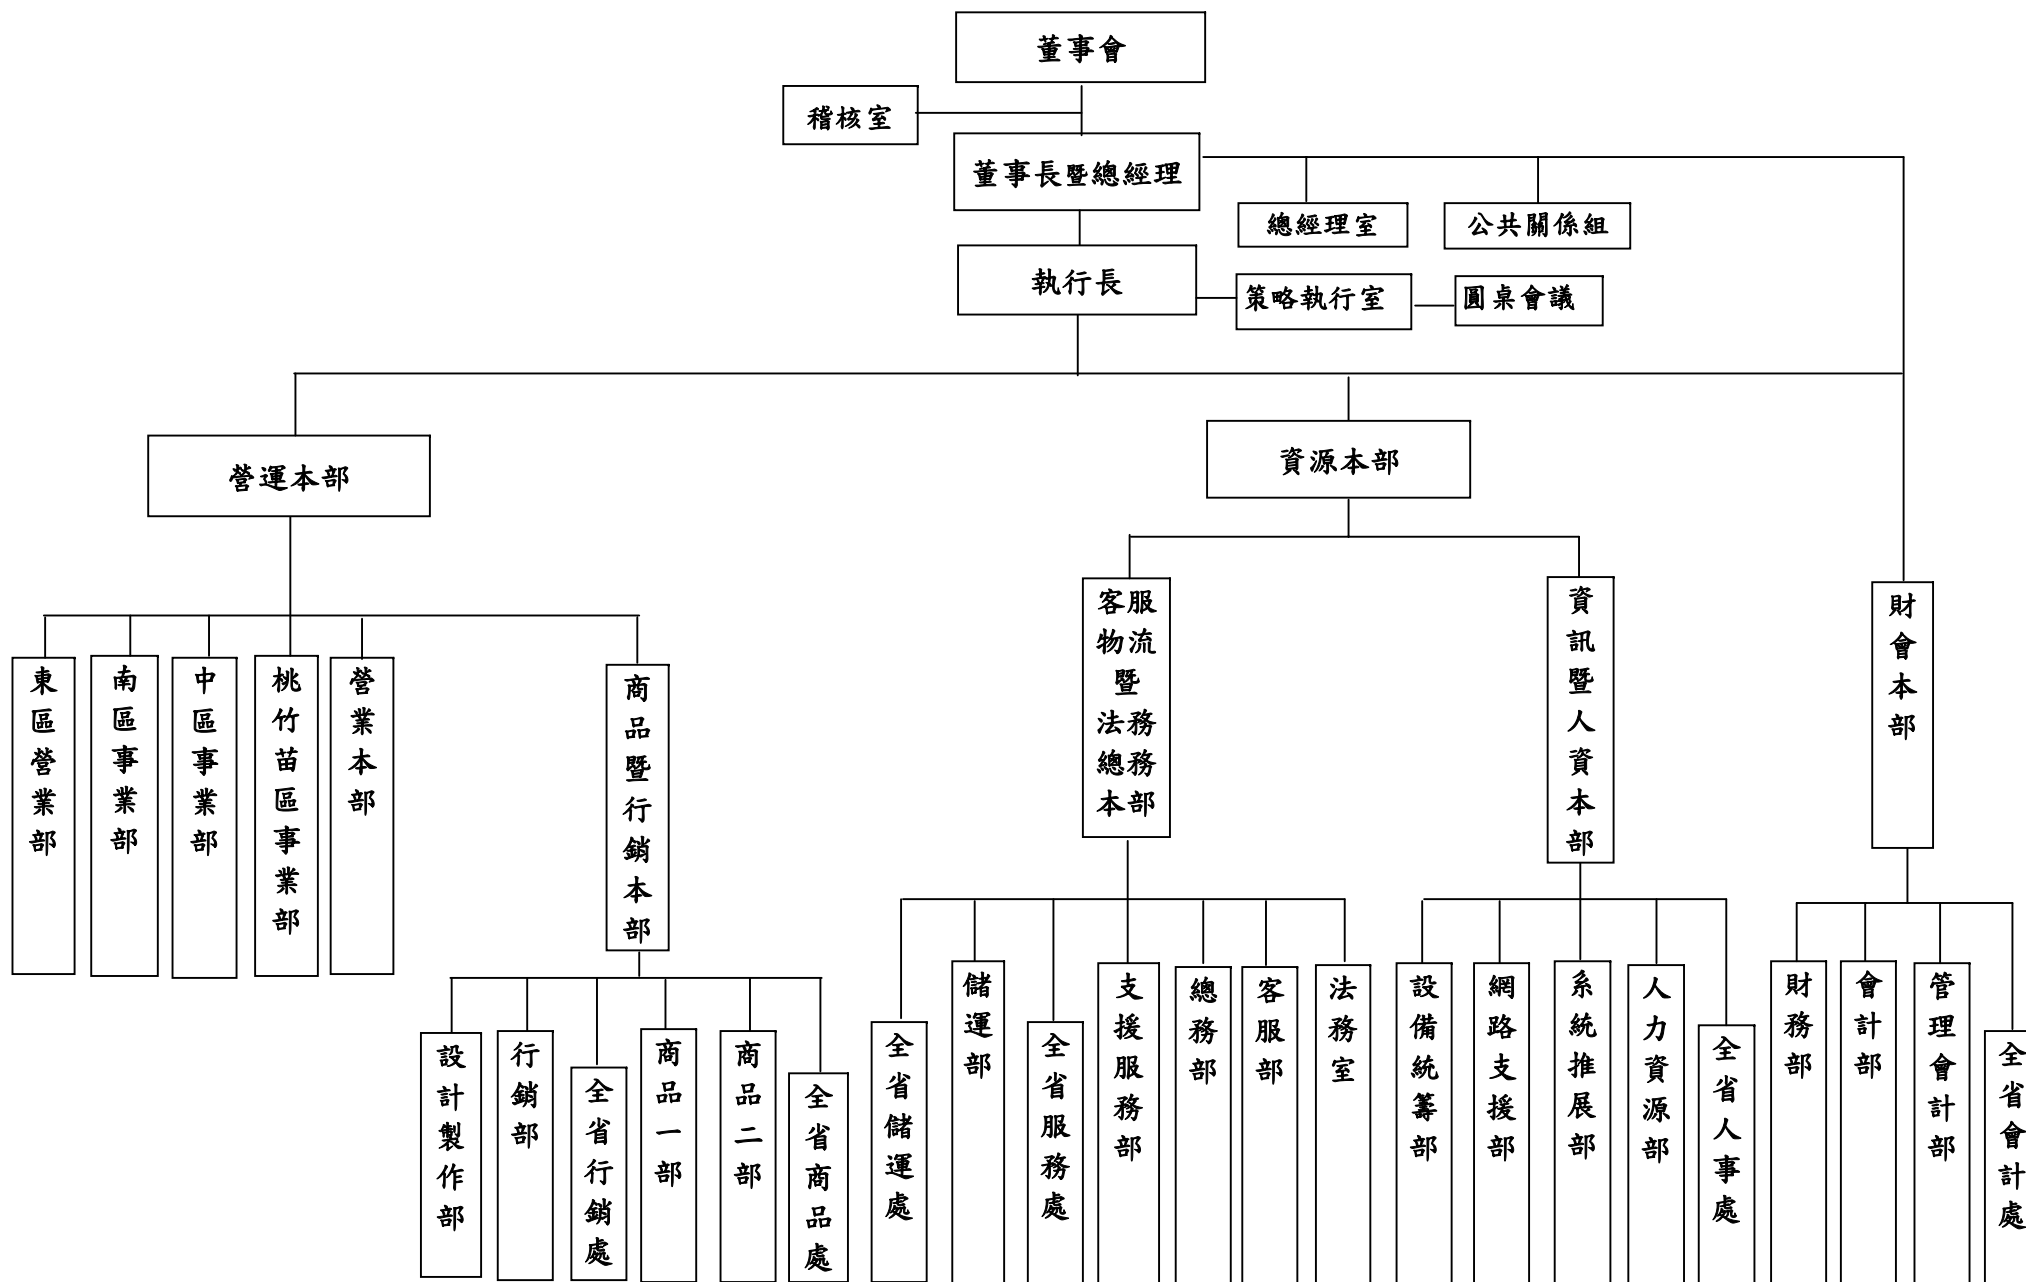 董事會
稽核室
董事長暨總經理
總經理室
公共關係組
執行長
策略執行室
圓桌會議
營運本部
資源本部
東區營業部
南區事業部
中區事業部
桃竹苗區事業部
營業本部
商品暨行銷本部
客服
物流
暨
法務
總務
本部
資訊暨人資本部
財會本部
設計製作部
行銷部
全省行銷處
商品一部
商品二部
全省商品處
全省儲運處
儲運部
全省服務處
支援服務部
總務部
客服部
法務室
設備統籌部
網路支援部
系統推展部
人力資源部
全省人事處
財務部
會計部
管理會計部
全省會計處